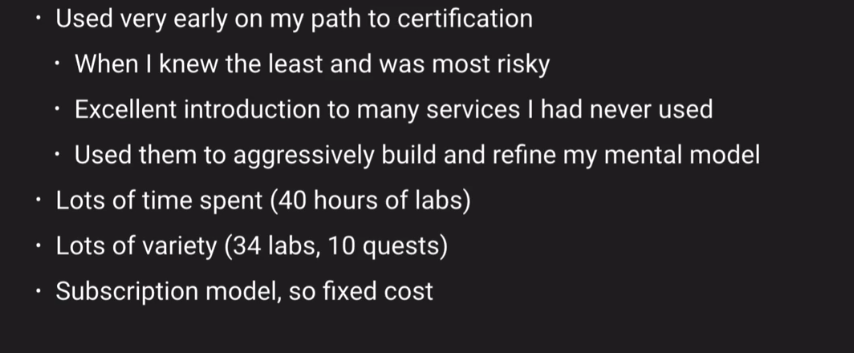 • Used very early on my path to certification
• When I knew the least and was most risky
• Excellent introduction to many services I had never used
• Used them to aggressively build and refine my mental model
• Lots of time spent (40 hours of labs)
• Lots of variety (34 labs, 10 quests)
• Subscription model, so fixed cost